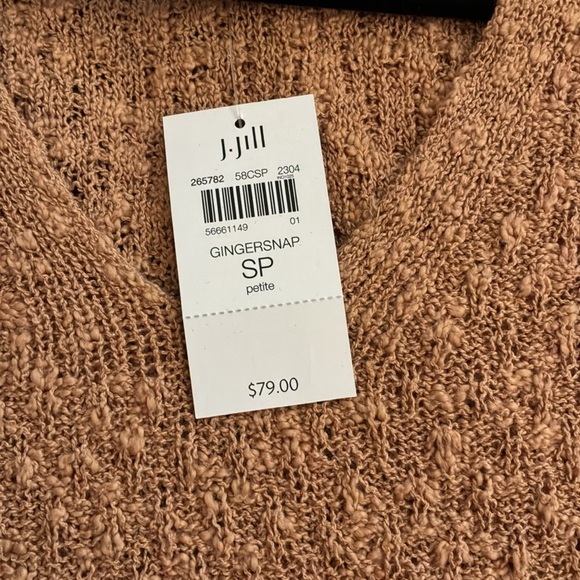 J.Jill
265782 58CSP 2304
56661149 01
GINGERSNAP
SP
petite
$79.00